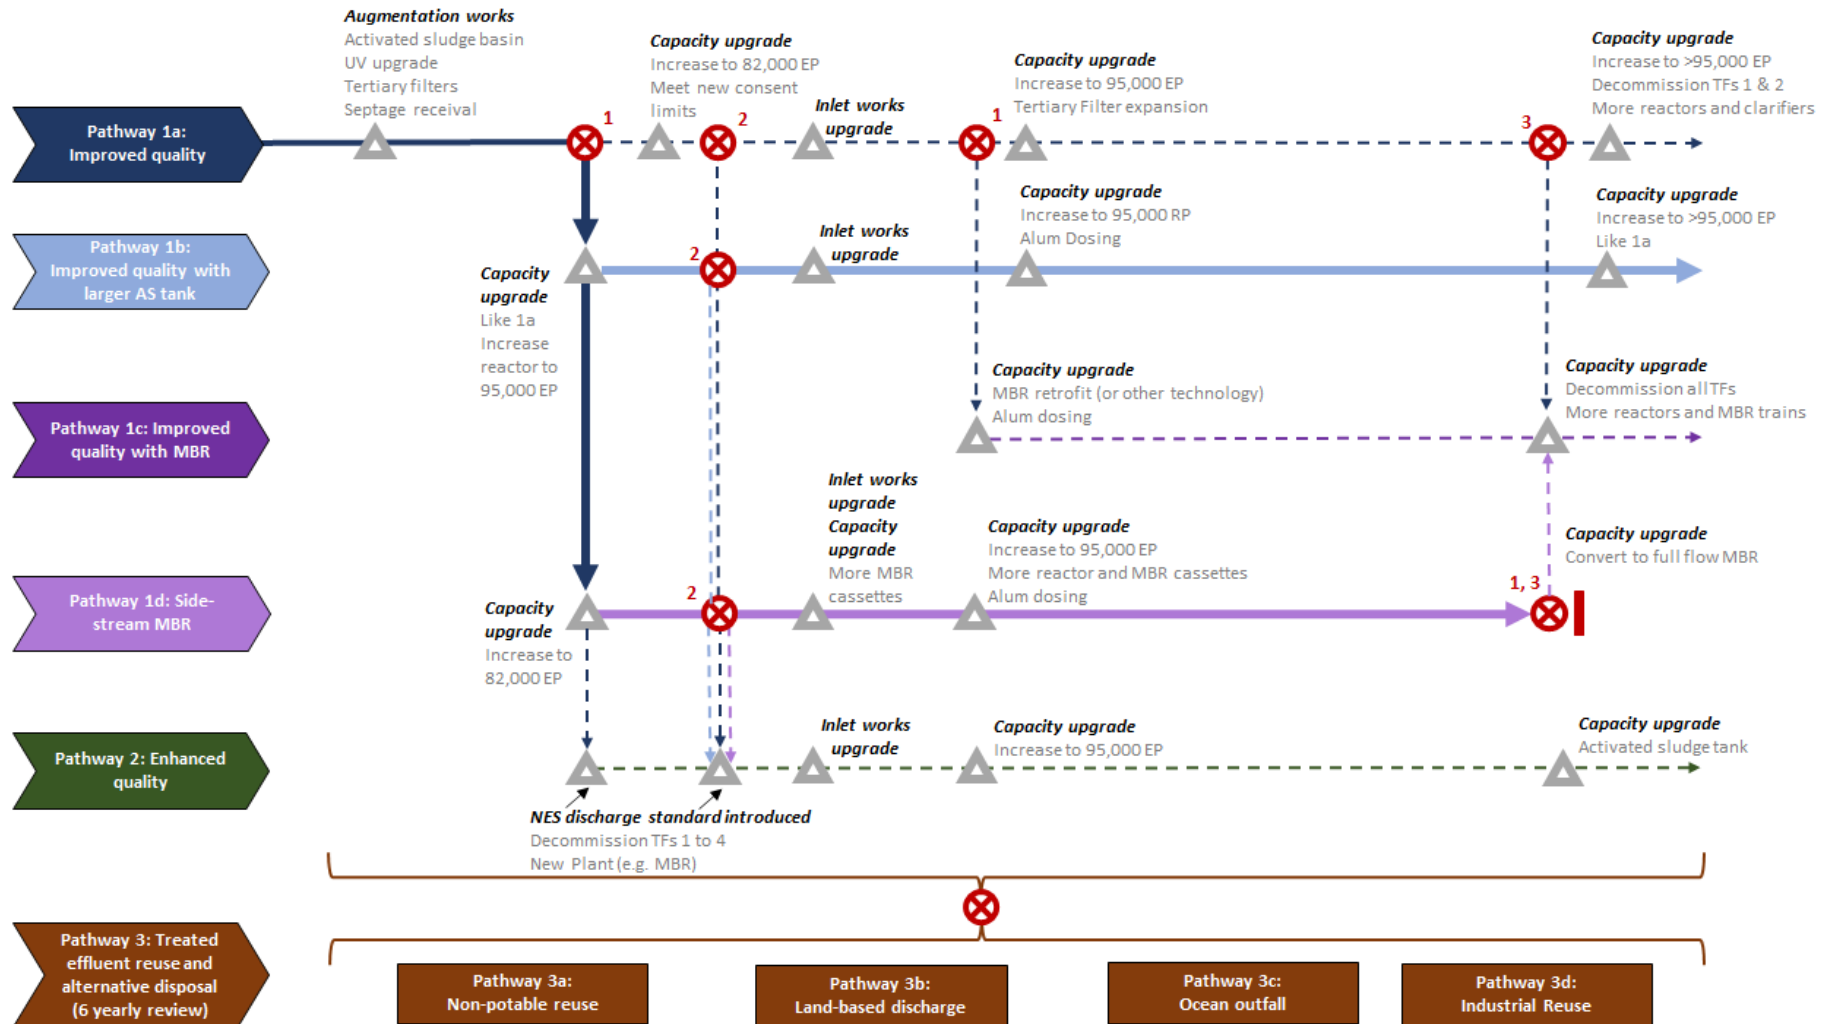 Augmentation works
Activated sludge basin
UV upgrade
Tertiary filters
Septage receival
Capacity upgrade
Increase to 82,000 EP
Meet new consent
limits
Inlet works
upgrade
Capacity upgrade
Increase to 95,000 EP
Tertiary Filter expansion
Capacity upgrade
Increase to >95,000 EP
Decommission TFs 1 & 2
More reactors and clarifiers
Pathway 1a:
Improved quality
1
2
1
3
Pathway 1b:
Improved quality with
larger AS tank
Capacity
upgrade
Like 1a
Increase
reactor to
95,000 EP
2
Inlet works
upgrade
Capacity upgrade
Increase to 95,000 RP
Alum Dosing
Capacity upgrade
Increase to >95,000 EP
Like 1a
Pathway 1c: Improved
quality with MBR
Capacity upgrade
MBR retrofit (or other technology)
Alum dosing
Capacity upgrade
Decommission all TFs
More reactors and MBR trains
Pathway 1d: Side-
stream MBR
Capacity
upgrade
Increase to
82,000 EP
2
Inlet works
upgrade
Capacity
upgrade
More MBR
cassettes
Capacity upgrade
Increase to 95,000 EP
More reactor and MBR cassettes
Alum dosing
1, 3
Capacity upgrade
Convert to full flow MBR
Pathway 2: Enhanced
quality
NES discharge standard introduced
Decommission TFs 1 to 4
New Plant (e.g. MBR)
Inlet works
upgrade
Capacity upgrade
Increase to 95,000 EP
Capacity upgrade
Activated sludge tank
Pathway 3: Treated
effluent reuse and
alternative disposal
(6 yearly review)
Pathway 3a:
Non-potable reuse
Pathway 3b:
Land-based discharge
Pathway 3c:
Ocean outfall
Pathway 3d:
Industrial Reuse